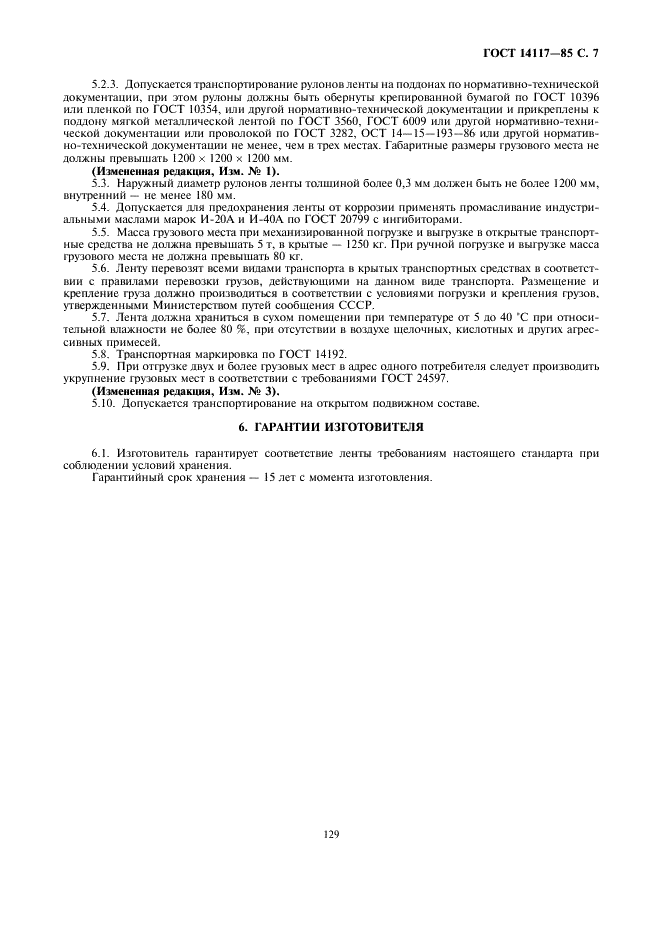 ГОСТ 14117—85 С. 7
5.2.3. Допускается транспортирование рулонов ленты на поддонах по нормативно-технической
документации, при этом рулоны должны быть обернуты крепированной бумагой по ГОСТ 10396
или пленкой по ГОСТ 10354, или другой нормативно-технической документации и прикреплены к
поддону мягкой металлической лентой по ГОСТ 3560, ГОСТ 6009 или другой нормативно-техни-
ческой документации или проволокой по ГОСТ 3282, ОСТ 14—15—193—86 или другой норматив-
но-технической документации не менее, чем в трех местах. Габаритные размеры грузового места не
должны превышать 1200 × 1200 × 1200 мм.
(Измененная редакция, Изм. № 1).
5.3. Наружный диаметр рулонов ленты толщиной более 0,3 мм должен быть не более 1200 мм,
внутренний — не менее 180 мм.
5.4. Допускается для предохранения ленты от коррозии применять промасливание индустри-
альными маслами марок И-20А и И-40А по ГОСТ 20799 с ингибиторами.
5.5. Масса грузового места при механизированной погрузке и выгрузке в открытые транспорт-
ные средства не должна превышать 5 т, в крытые — 1250 кг. При ручной погрузке и выгрузке масса
грузового места не должна превышать 80 кг.
5.6. Ленту перевозят всеми видами транспорта в крытых транспортных средствах в соответст-
вии с правилами перевозки грузов, действующими на данном виде транспорта. Размещение и
крепление груза должно производиться в соответствии с условиями погрузки и крепления грузов,
утвержденными Министерством путей сообщения СССР.
5.7. Лента должна храниться в сухом помещении при температуре от 5 до 40 °С при относи-
тельной влажности не более 80 %, при отсутствии в воздухе щелочных, кислотных и других агрес-
сивных примесей.
5.8. Транспортная маркировка по ГОСТ 14192.
5.9. При отгрузке двух и более грузовых мест в адрес одного потребителя следует производить
укрупнение грузовых мест в соответствии с требованиями ГОСТ 24597.
(Измененная редакция, Изм. № 3).
5.10. Допускается транспортирование на открытом подвижном составе.
6. ГАРАНТИИ ИЗГОТОВИТЕЛЯ
6.1. Изготовитель гарантирует соответствие ленты требованиям настоящего стандарта при
соблюдении условий хранения.
Гарантийный срок хранения — 15 лет с момента изготовления.
129